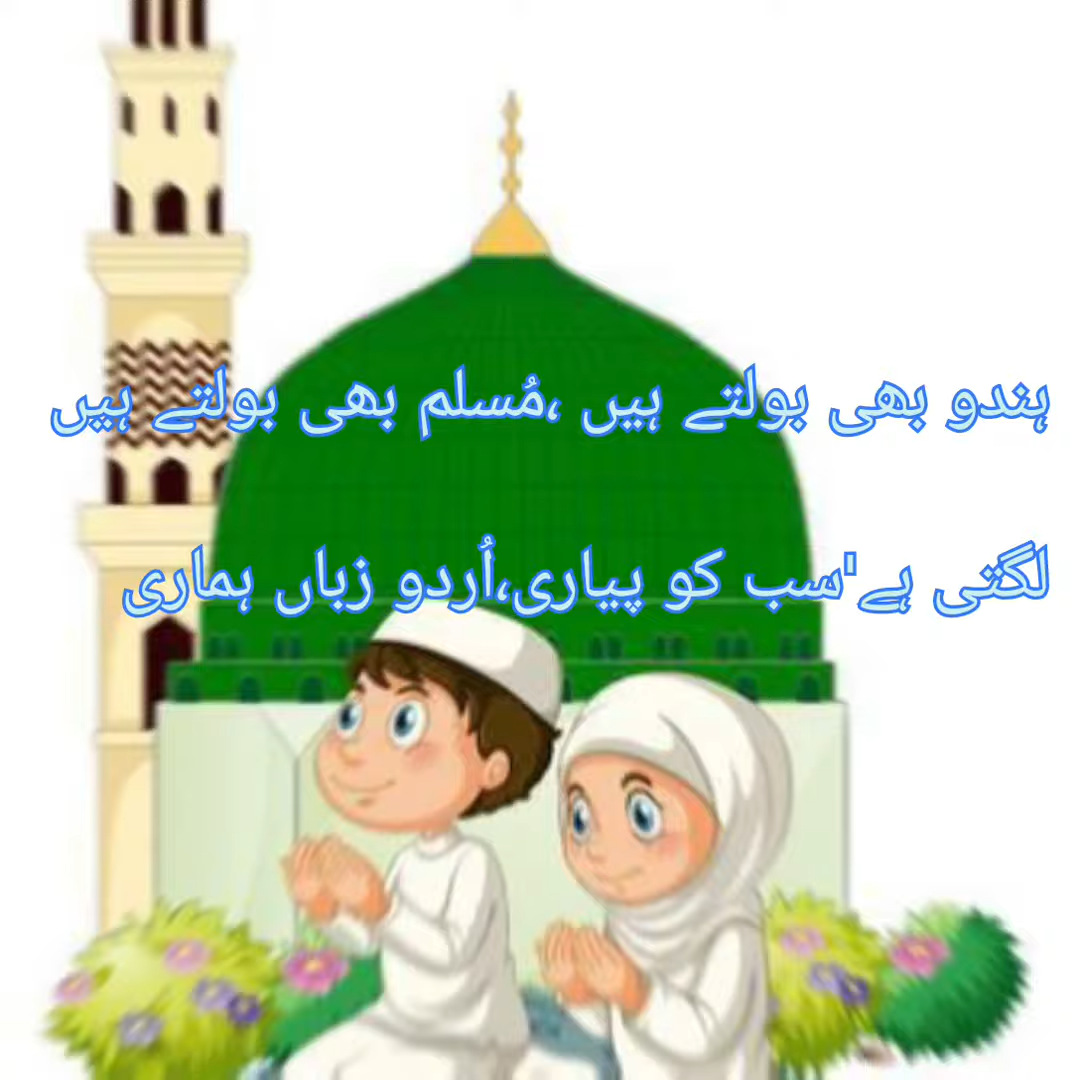 ہندو بھی بولتے ہیں ،مُسلم بھی بولتے ہیں
لگتی ہے'سب کو پیاری،اُردو زباں ہماری